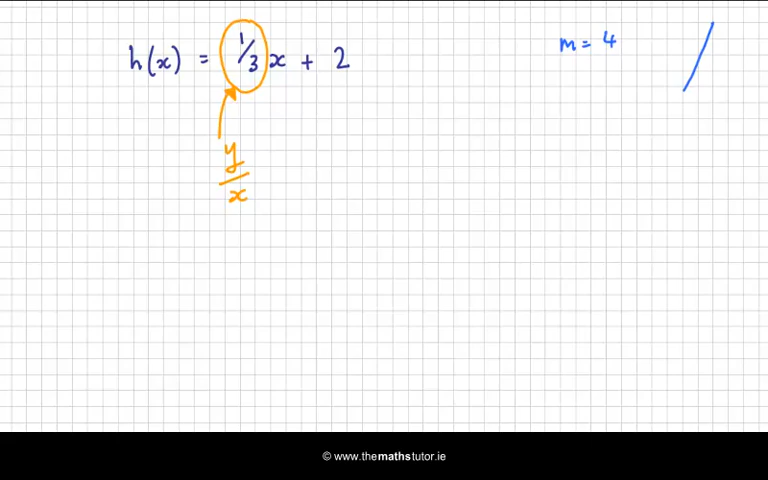 h(x) = 1/3 x + 2
m = 4
y/x
© www.themathstutor.ie